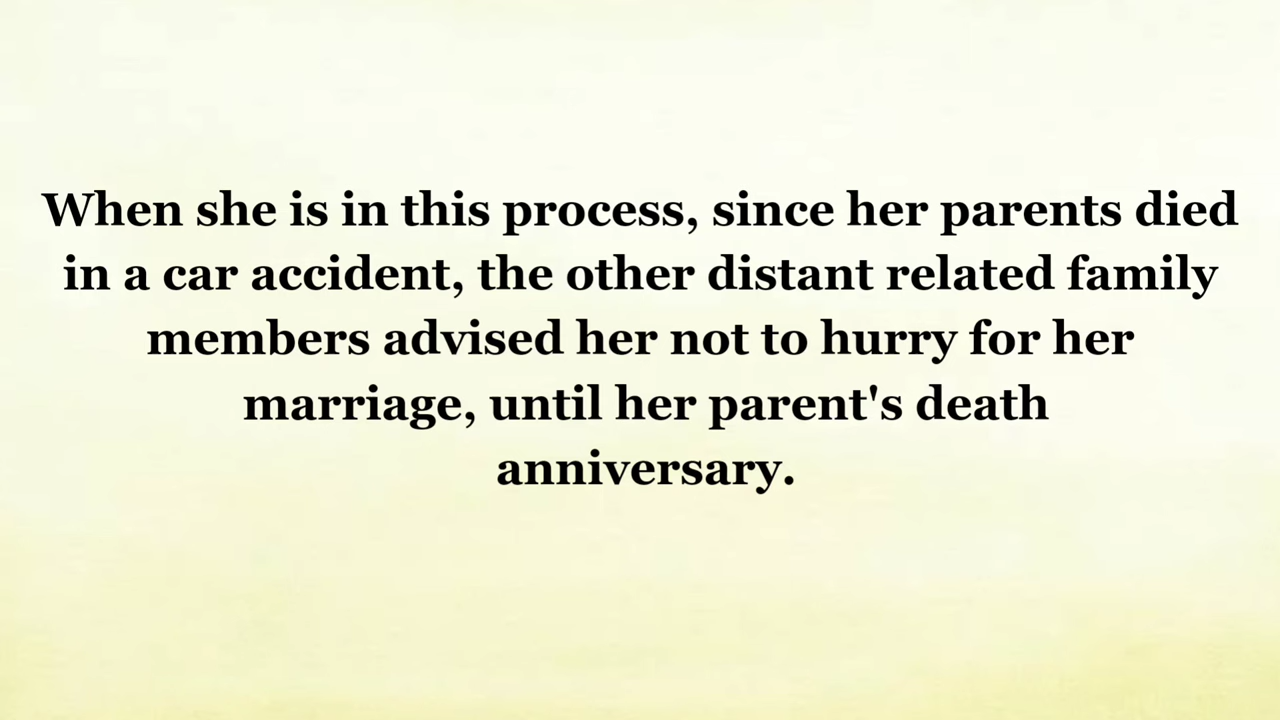 When she is in this process, since her parents died
in a car accident, the other distant related family
members advised her not to hurry for her
marriage, until her parent's death
anniversary.